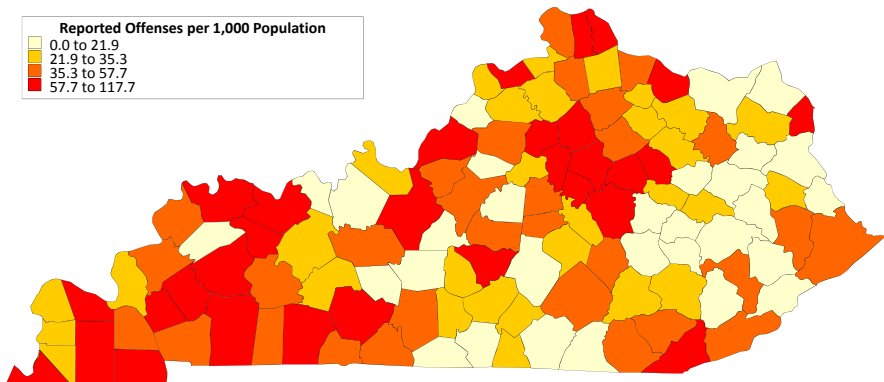 Reported Offenses per 1,000 Population
0.0 to 21.9
21.9 to 35.3
35.3 to 57.7
57.7 to 117.7